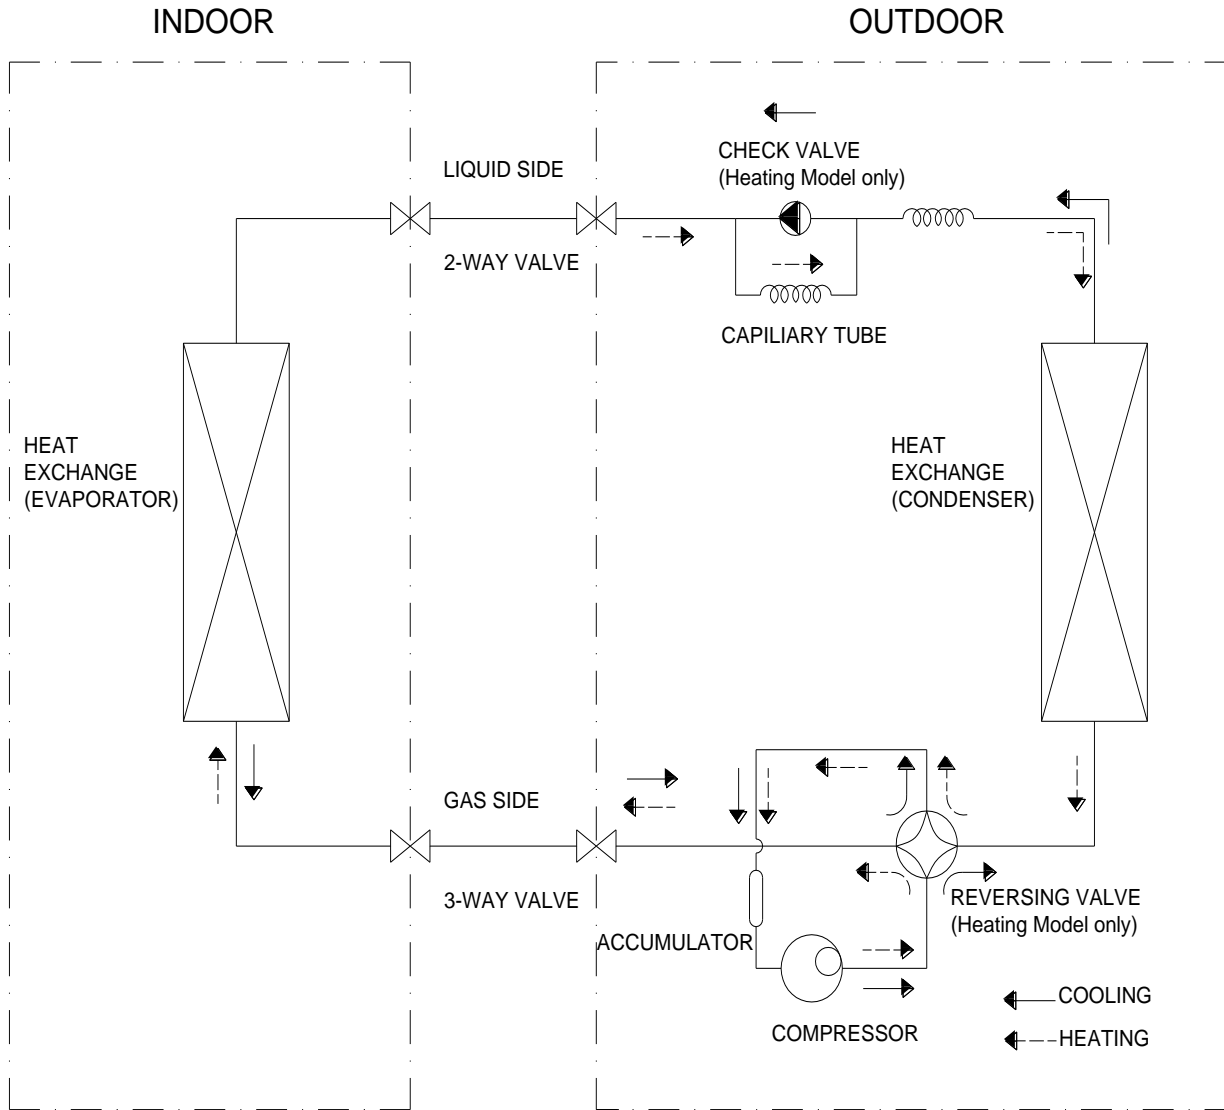 INDOOR
OUTDOOR
CHECK VALVE
(Heating Model only)
LIQUID SIDE
2-WAY VALVE
CAPILIARY TUBE
HEAT
EXCHANGE
(EVAPORATOR)
HEAT
EXCHANGE
(CONDENSER)
GAS SIDE
3-WAY VALVE
REVERSING VALVE
(Heating Model only)
ACCUMULATOR
COMPRESSOR
COOLING
HEATING